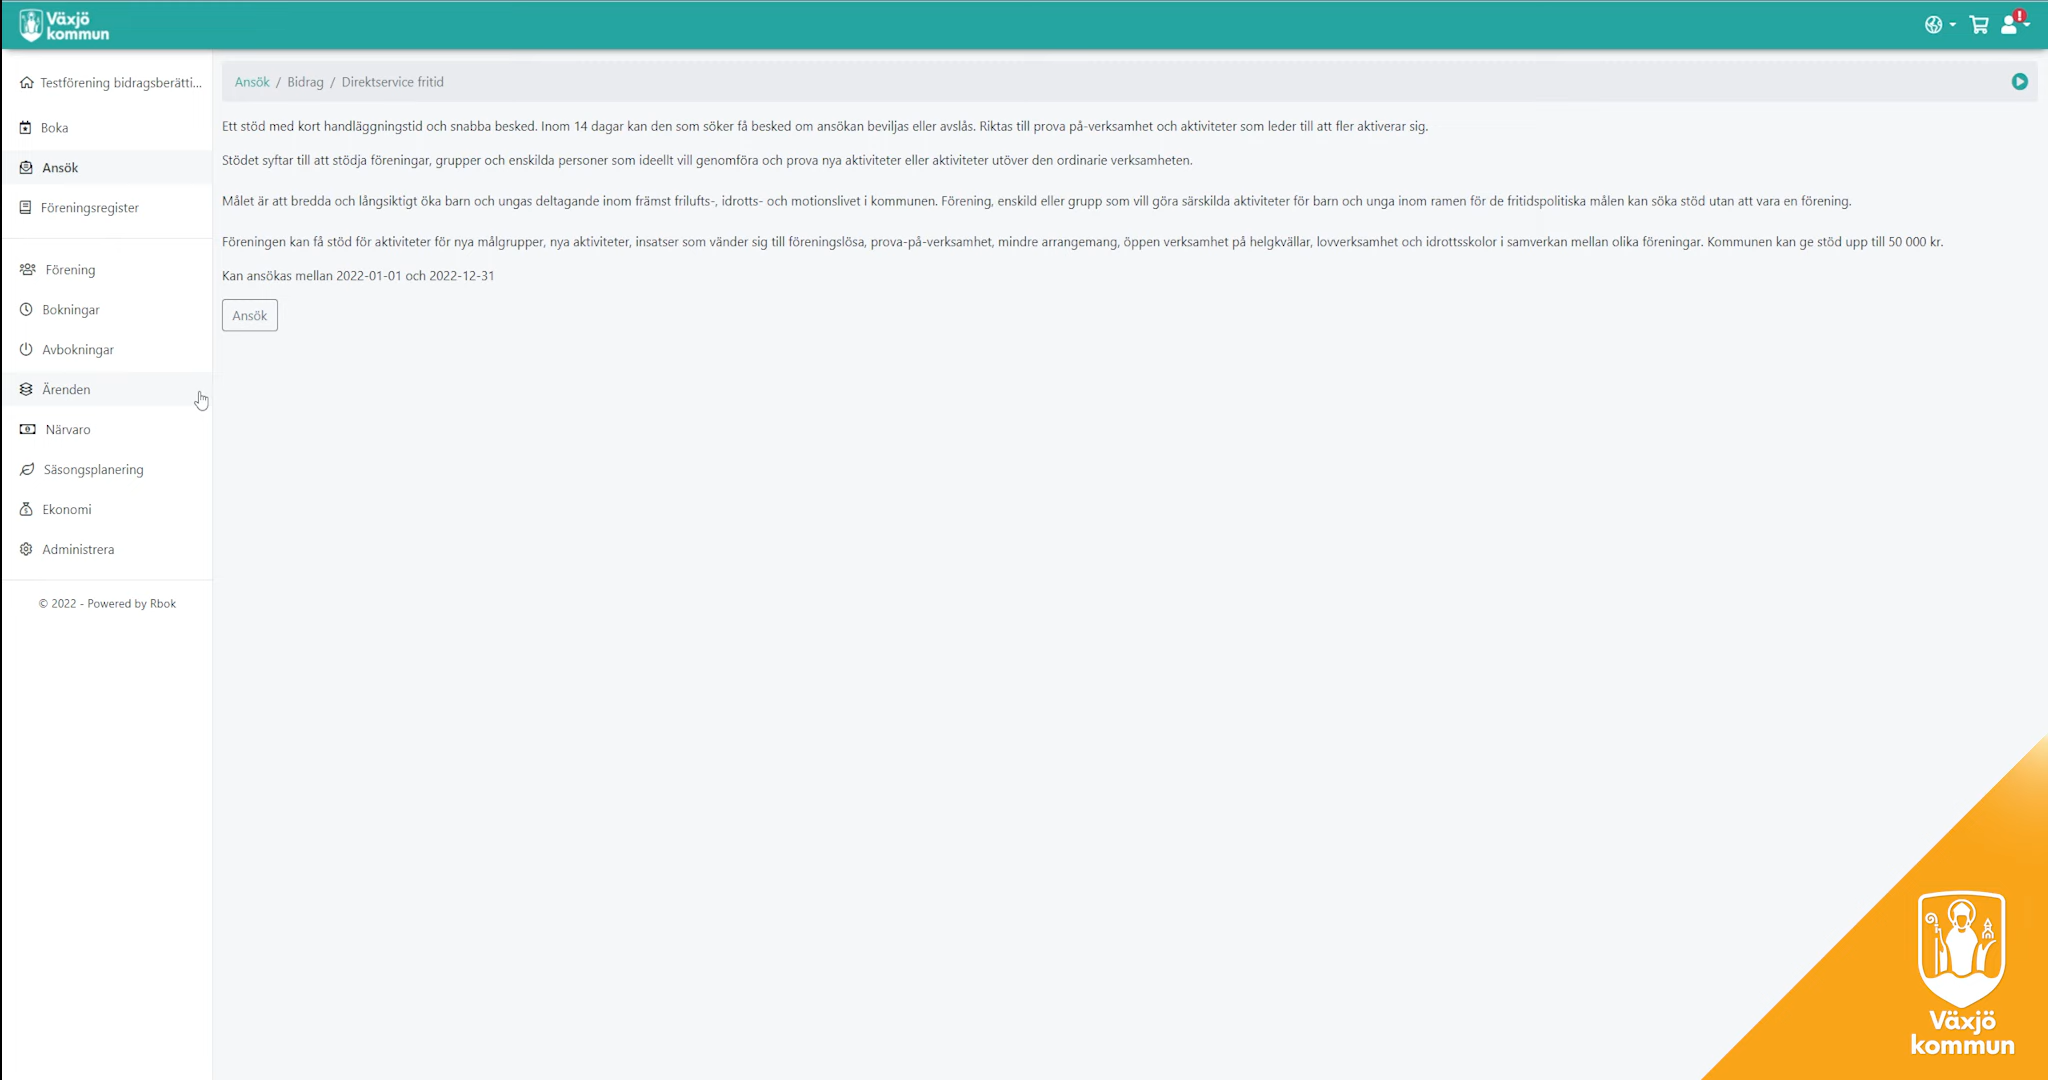 Växjö
kommun
Testförening bidragsberätti...
Boka
Ansök
Föreningsregister
Förening
Bokningar
Avbokningar
Ärenden
Närvaro
Säsongsplanering
Ekonomi
Administrera
© 2022 - Powered by Rbok
Ansök / Bidrag / Direktservice fritid
Ett stöd med kort handläggningstid och snabba besked. Inom 14 dagar kan den som söker få besked om ansökan beviljas eller avslås. Riktas till prova på-verksamhet och aktiviteter som leder till att fler aktiverar sig.
Stödet syftar till att stödja föreningar, grupper och enskilda personer som ideellt vill genomföra och prova nya aktiviteter eller aktiviteter utöver den ordinarie verksamheten.
Målet är att bredda och långsiktigt öka barn och ungas deltagande inom främst frilufts-, idrotts- och motionslivet i kommunen. Förening, enskild eller grupp som vill göra särskilda aktiviteter för barn och unga inom ramen för de fritidspolitiska målen kan söka stöd utan att vara en förening.
Föreningen kan få stöd för aktiviteter för nya målgrupper, nya aktiviteter, insatser som vänder sig till föreningslösa, prova-på-verksamhet, mindre arrangemang, öppen verksamhet på helgkvällar, lovverksamhet och idrottsskolor i samverkan mellan olika föreningar. Kommunen kan ge stöd upp till 50 000 kr.
Kan ansökas mellan 2022-01-01 och 2022-12-31
Ansök
Växjö
kommun